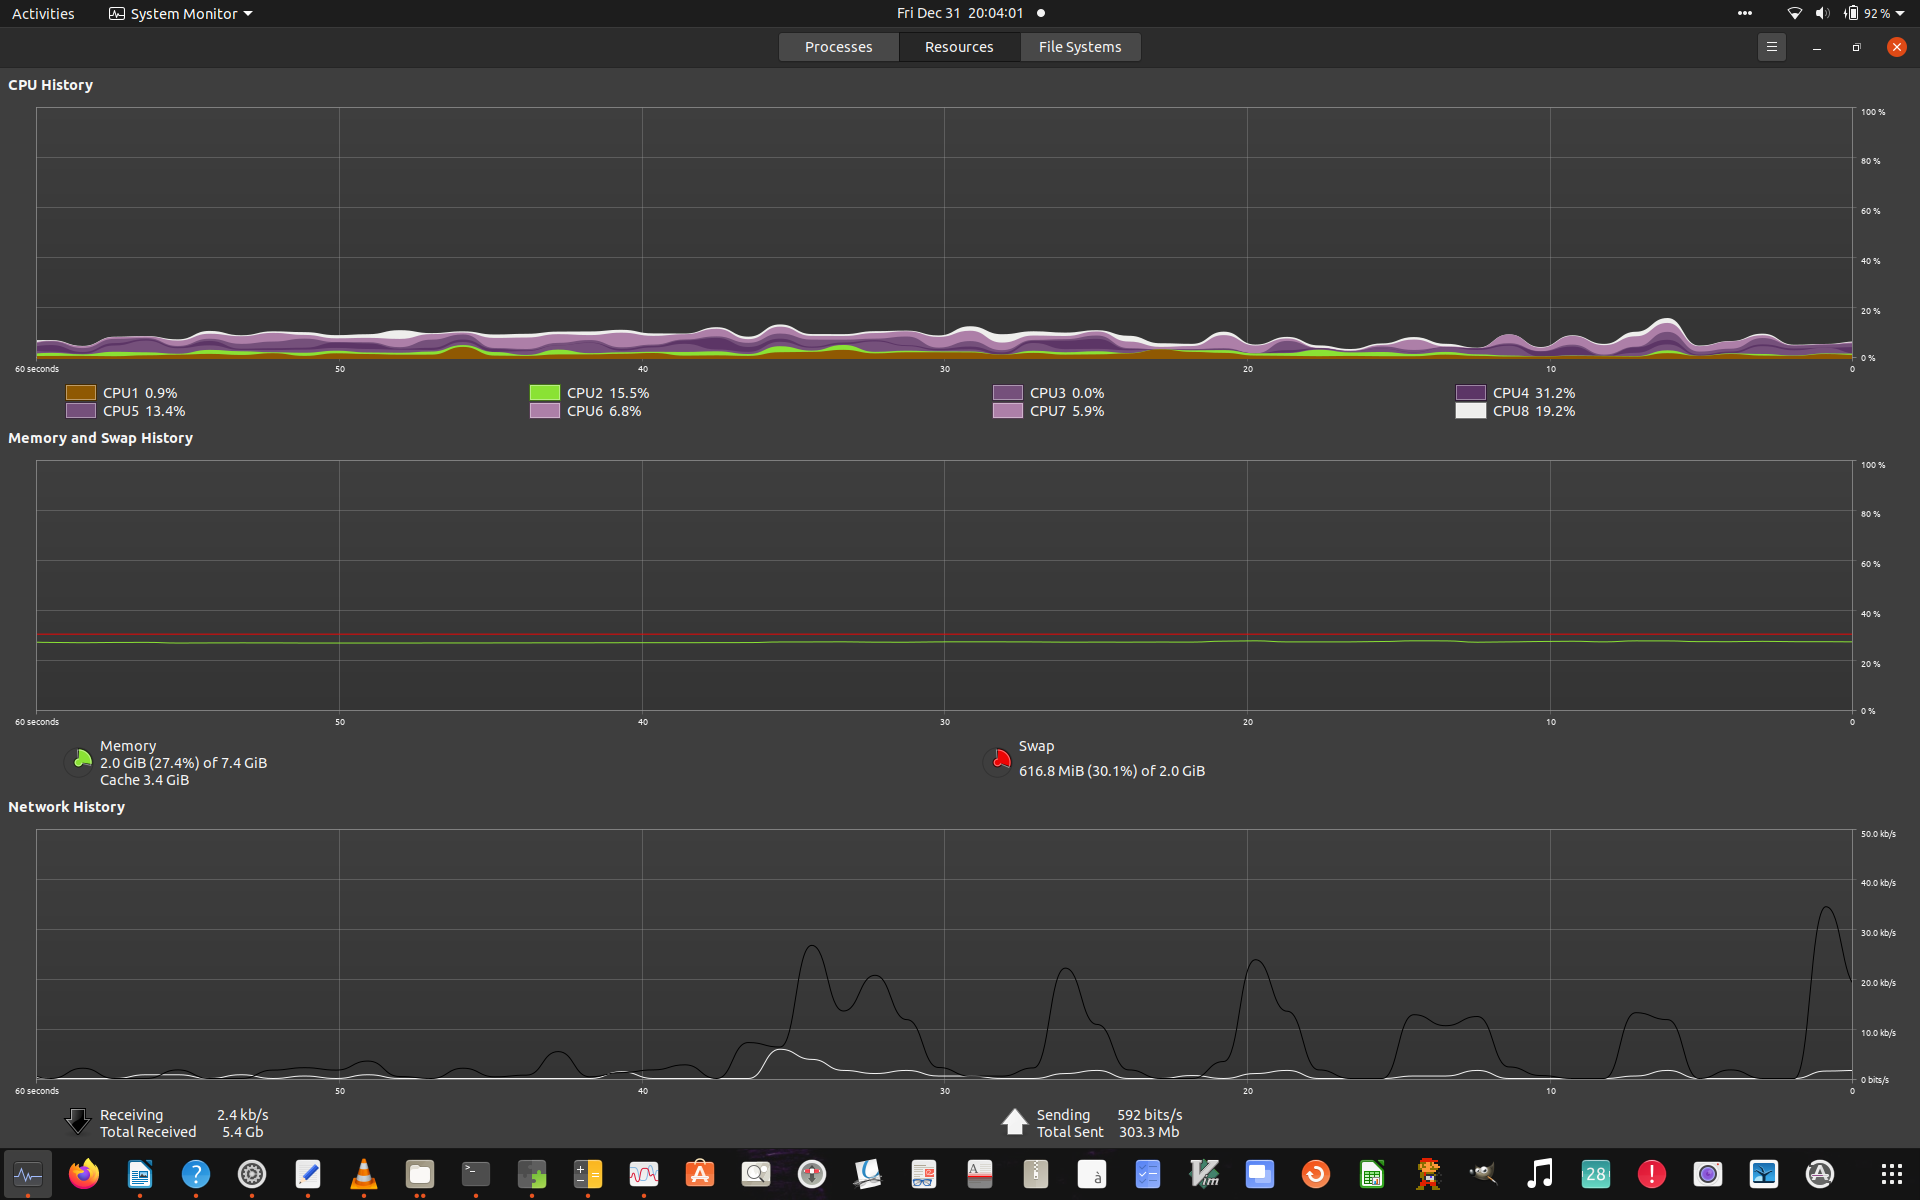 Activities System Monitor Fri Dec 31 20:04:01 92 %
Processes Resources File Systems
CPU History
100 %
80 %
60 %
40 %
20 %
0 %
60 seconds 50 40 30 20 10 0
CPU1 0.9% CPU2 15.5% CPU3 0.0% CPU4 31.2%
CPU5 13.4% CPU6 6.8% CPU7 5.9% CPU8 19.2%
Memory and Swap History
100 %
80 %
60 %
40 %
20 %
0 %
60 seconds 50 40 30 20 10 0
Memory
2.0 GiB (27.4%) of 7.4 GiB
Cache 3.4 GiB
Swap
616.8 MiB (30.1%) of 2.0 GiB
Network History
50.0 kb/s
40.0 kb/s
30.0 kb/s
20.0 kb/s
10.0 kb/s
0 bits/s
60 seconds 50 40 30 20 10 0
Receiving 2.4 kb/s
Total Received 5.4 Gb
Sending 592 bits/s
Total Sent 303.3 Mb
? >_ A à Vim 28 !